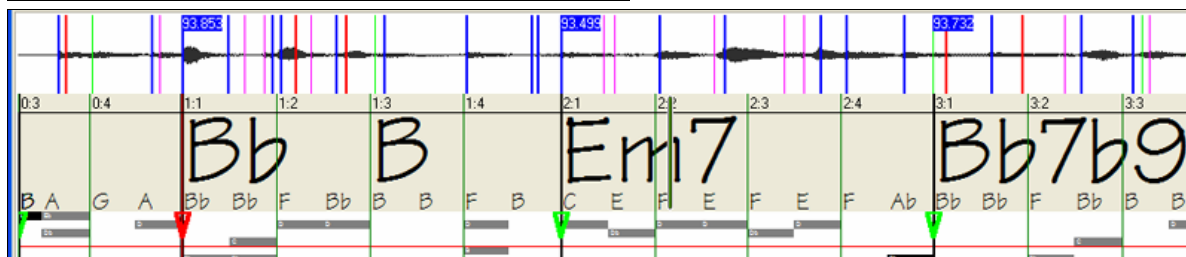 93.853 93.499 93.732
0:3 0:4 1:1 1:2 1:3 1:4 2:1 2:2 2:3 2:4 3:1 3:2 3:3
Bb B Em7 Bb7b9
B A G A Bb Bb F Bb B B F B C E F E F E F Ab Bb Bb F Bb B B